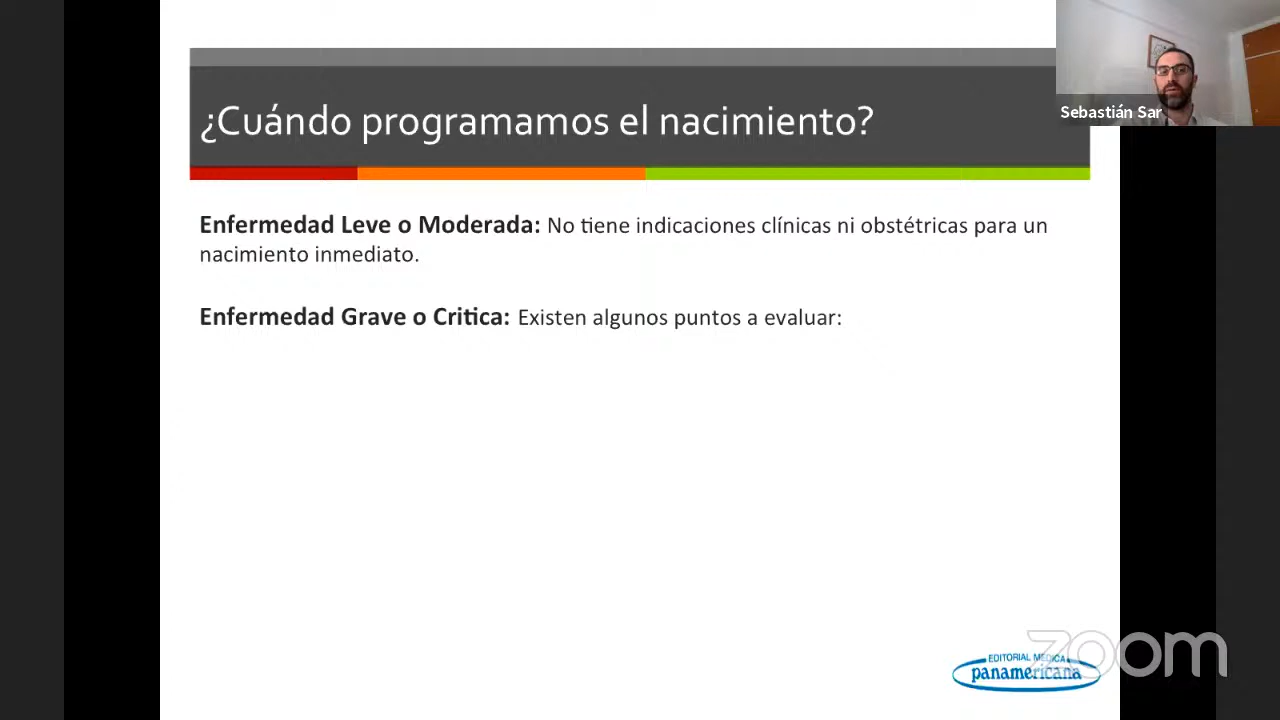 ¿Cuándo programamos el nacimiento?
Sebastián Sar
Enfermedad Leve o Moderada: No tiene indicaciones clínicas ni obstétricas para un
nacimiento inmediato.
Enfermedad Grave o Critica: Existen algunos puntos a evaluar:
EDITORIAL MEDICA
panamericana
zoom